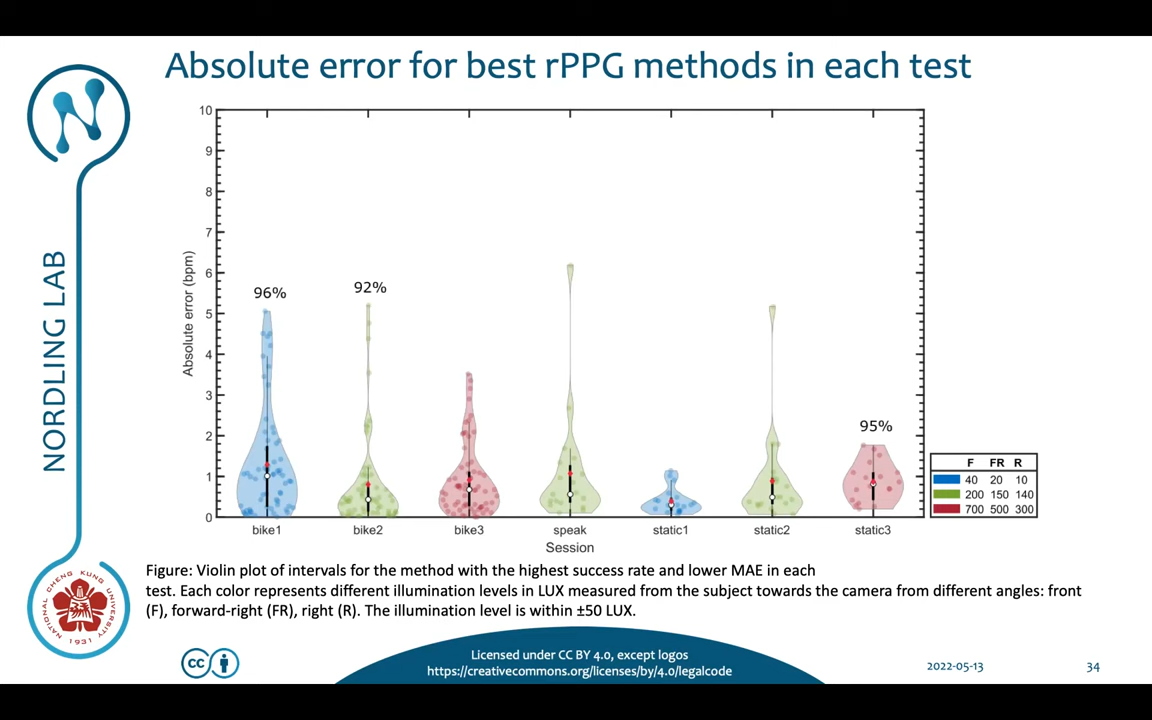 Absolute error for best rPPG methods in each test
NORDLING LAB
Absolute error (bpm)
10
9
8
7
6
5
4
3
2
1
0
96%
92%
95%
bike1 bike2 bike3 speak static1 static2 static3
Session
F FR R
40 20 10
200 150 140
700 500 300
Figure: Violin plot of intervals for the method with the highest success rate and lower MAE in each
test. Each color represents different illumination levels in LUX measured from the subject towards the camera from different angles: front
(F), forward-right (FR), right (R). The illumination level is within ±50 LUX.
NATIONAL CHENG KUNG UNIVERSITY
1931
cc
Licensed under CC BY 4.0, except logos
https://creativecommons.org/licenses/by/4.0/legalcode
2022-05-13
34